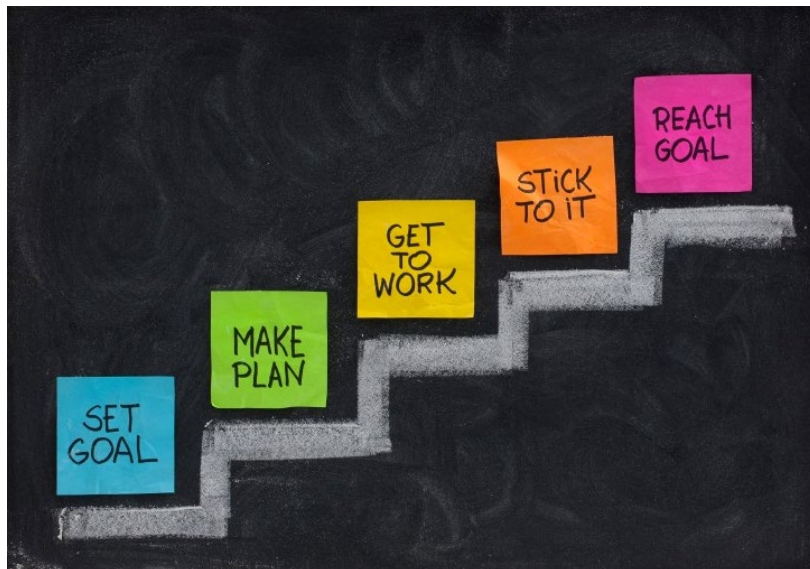 SET
GOAL
MAKE
PLAN
GET
TO
WORK
STiCK
TO iT
REACH
GOAL